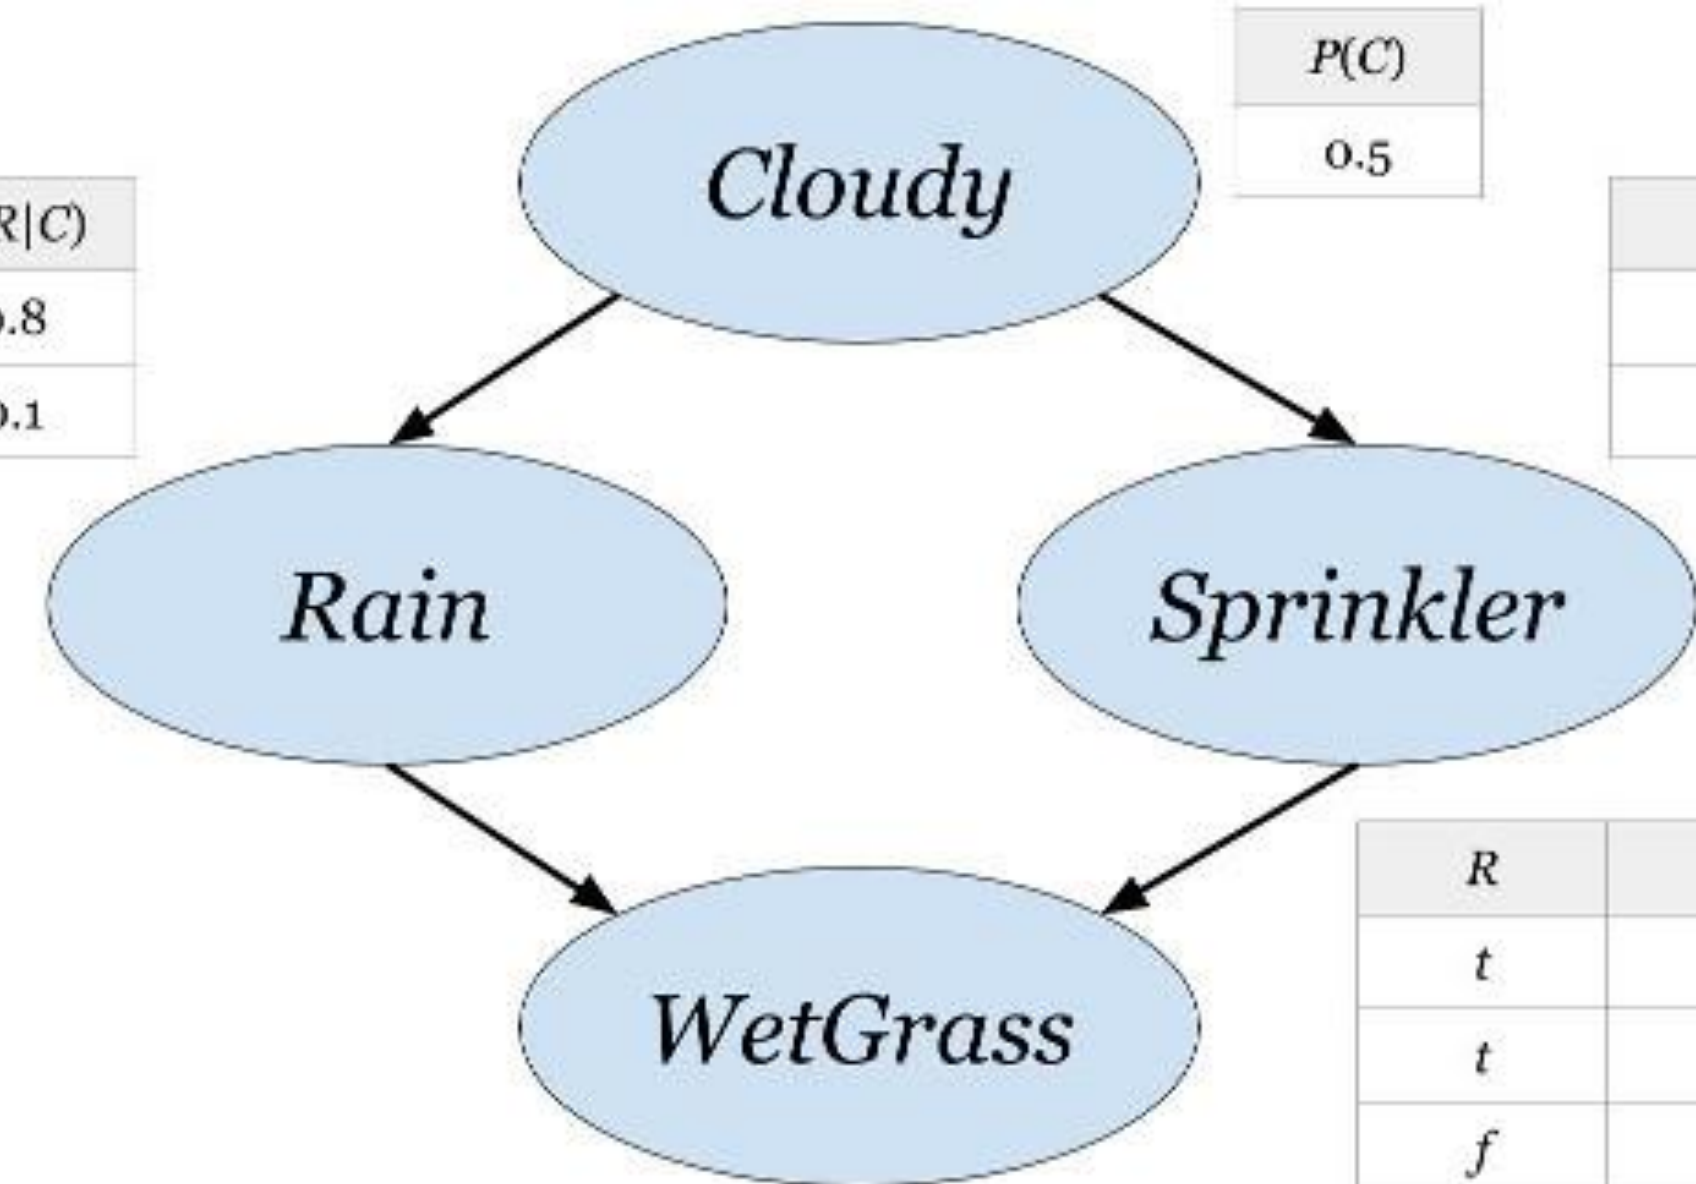 P(C)
0.5
R|C)
.8
.1
Cloudy
Rain
Sprinkler
WetGrass
R
t
t
f